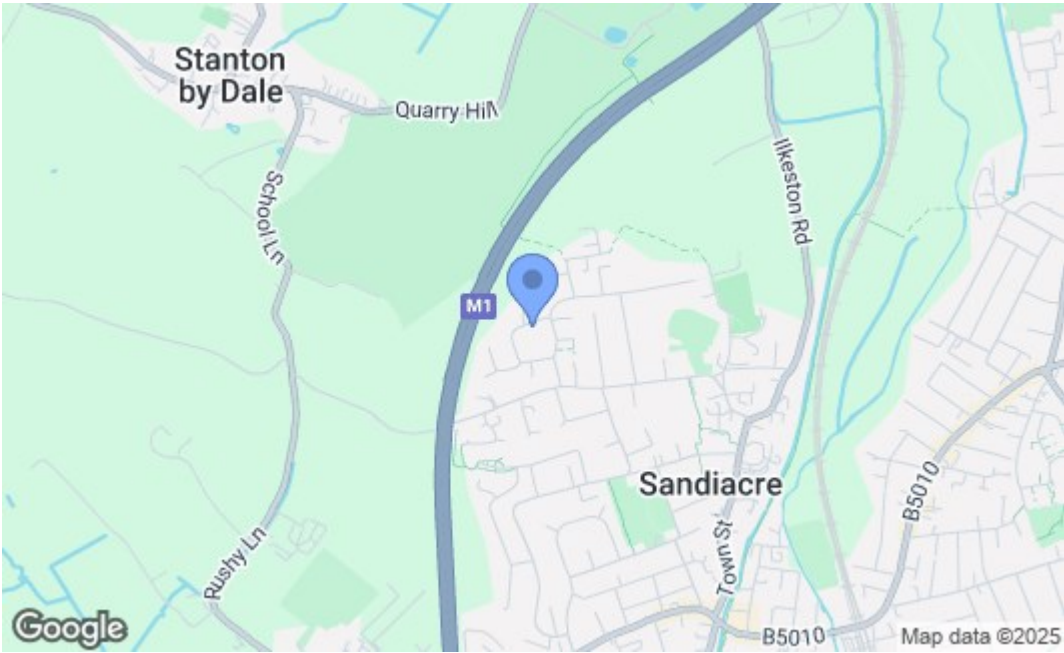 Stanton
by Dale
Quarry Hill
School Ln
Ilkeston Rd
M1
Sandiacre
B5010
Rushy Ln
Town St
B5010
Google
Map data ©2025